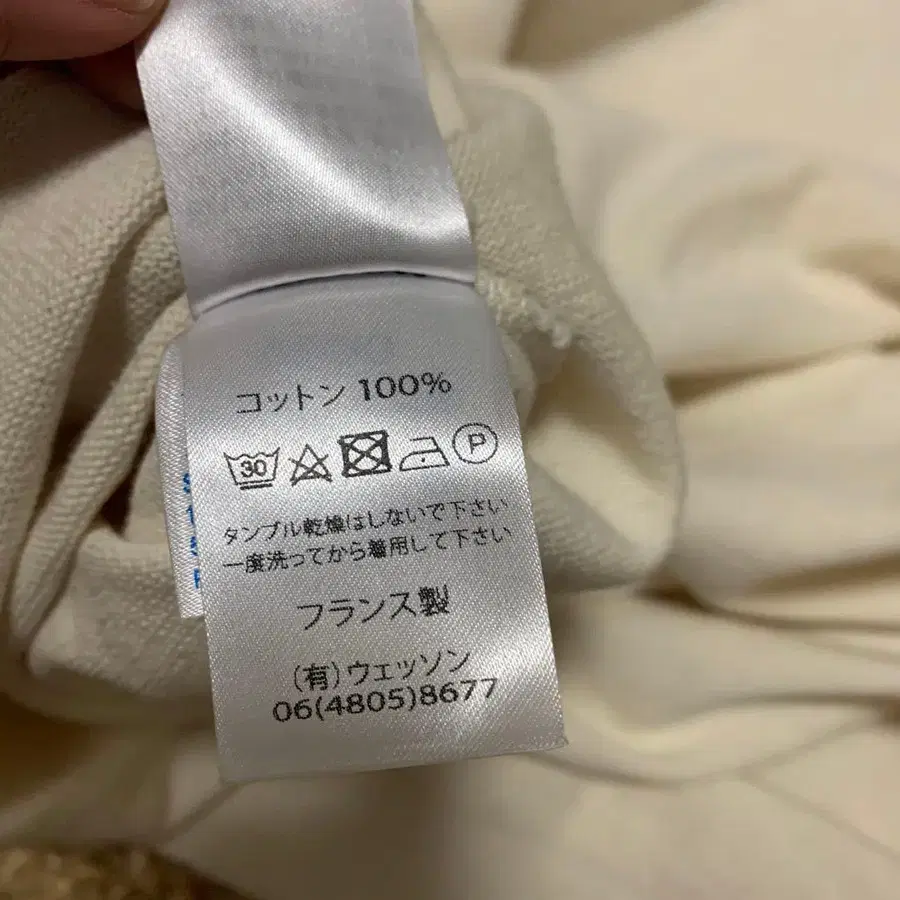 コットン 100%
30 P
タンブル乾燥はしないで下さい
一度洗ってから着用して下さい
フランス製
(有)ウェッソン
06(4805)8677